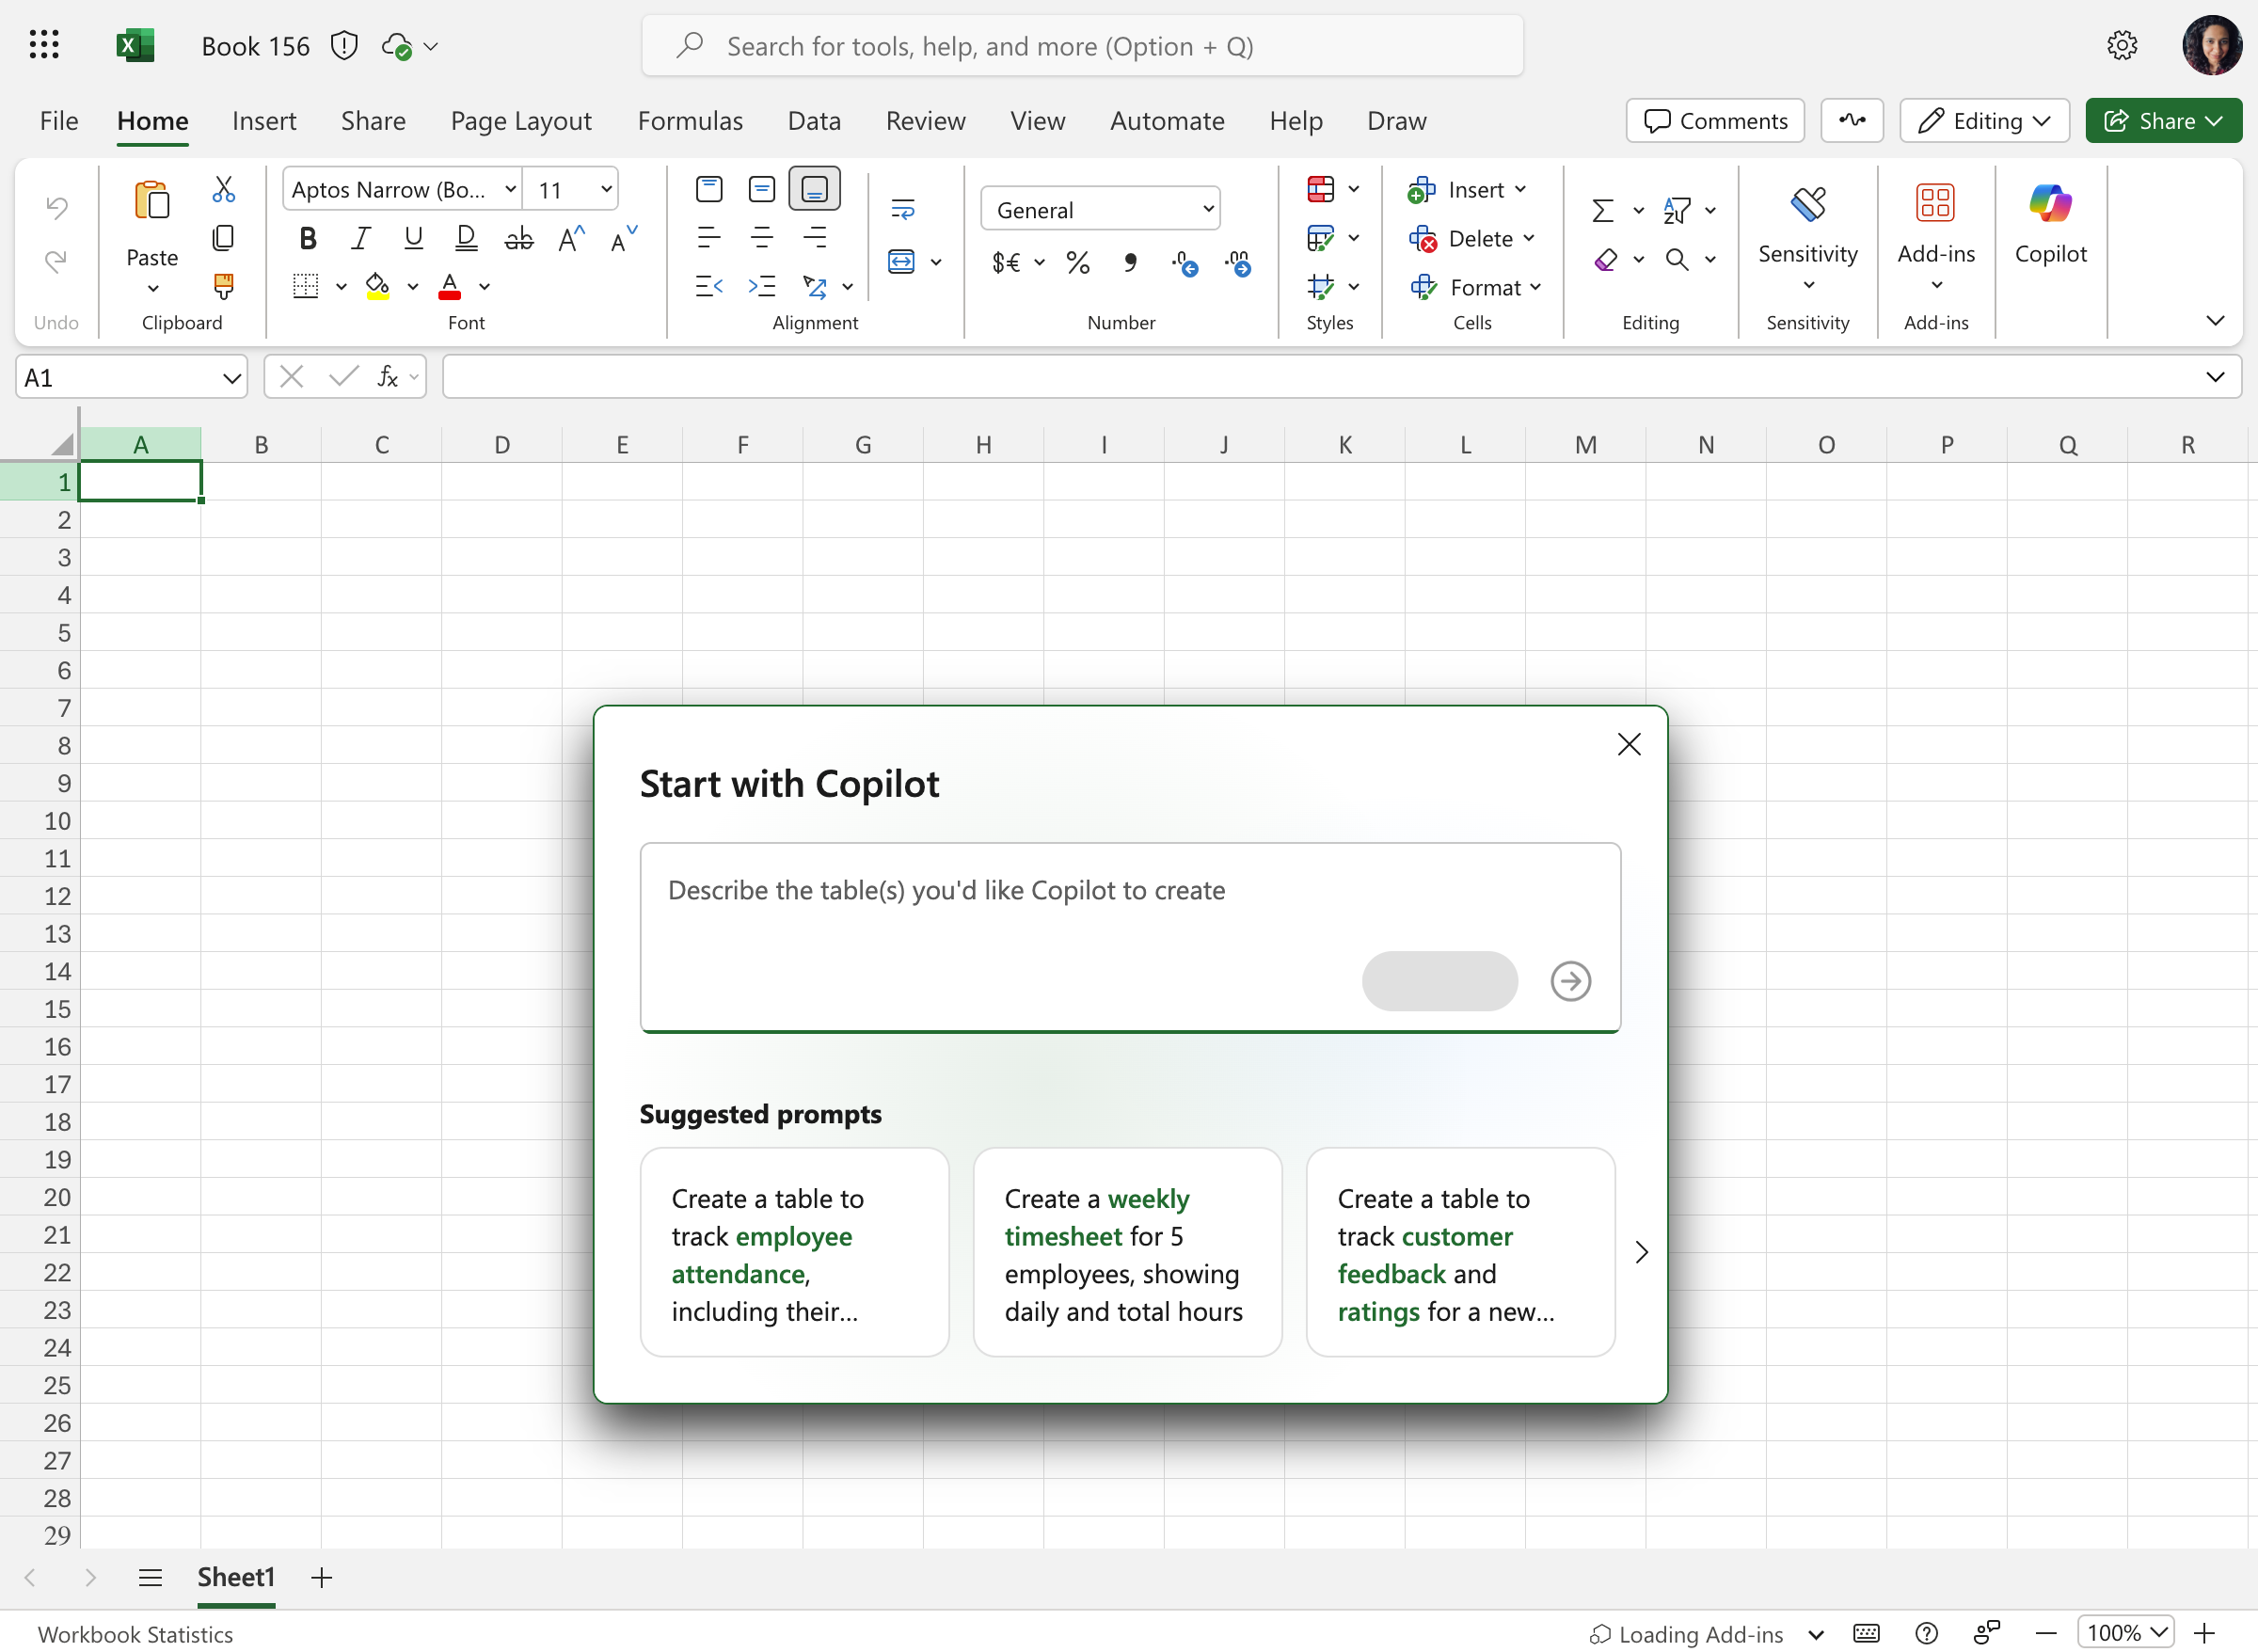 Book 156
Search for tools, help, and more (Option + Q)
File Home Insert Share Page Layout Formulas Data Review View Automate Help Draw
Comments Editing Share
Undo
Paste
Clipboard
Aptos Narrow (Bo... 11
Font
Alignment
General
Number
Styles
Insert
Delete
Format
Cells
Editing
Sensitivity
Sensitivity
Add-ins
Add-ins
Copilot
A1
A B C D E F G H I J K L M N O P Q R
1
2
3
4
5
6
7
8
9
10
11
12
13
14
15
16
17
18
19
20
21
22
23
24
25
26
27
28
29
Start with Copilot
Describe the table(s) you'd like Copilot to create
Suggested prompts
Create a table to
track employee
attendance,
including their...
Create a weekly
timesheet for 5
employees, showing
daily and total hours
Create a table to
track customer
feedback and
ratings for a new...
Sheet1
Workbook Statistics
Loading Add-ins
100%